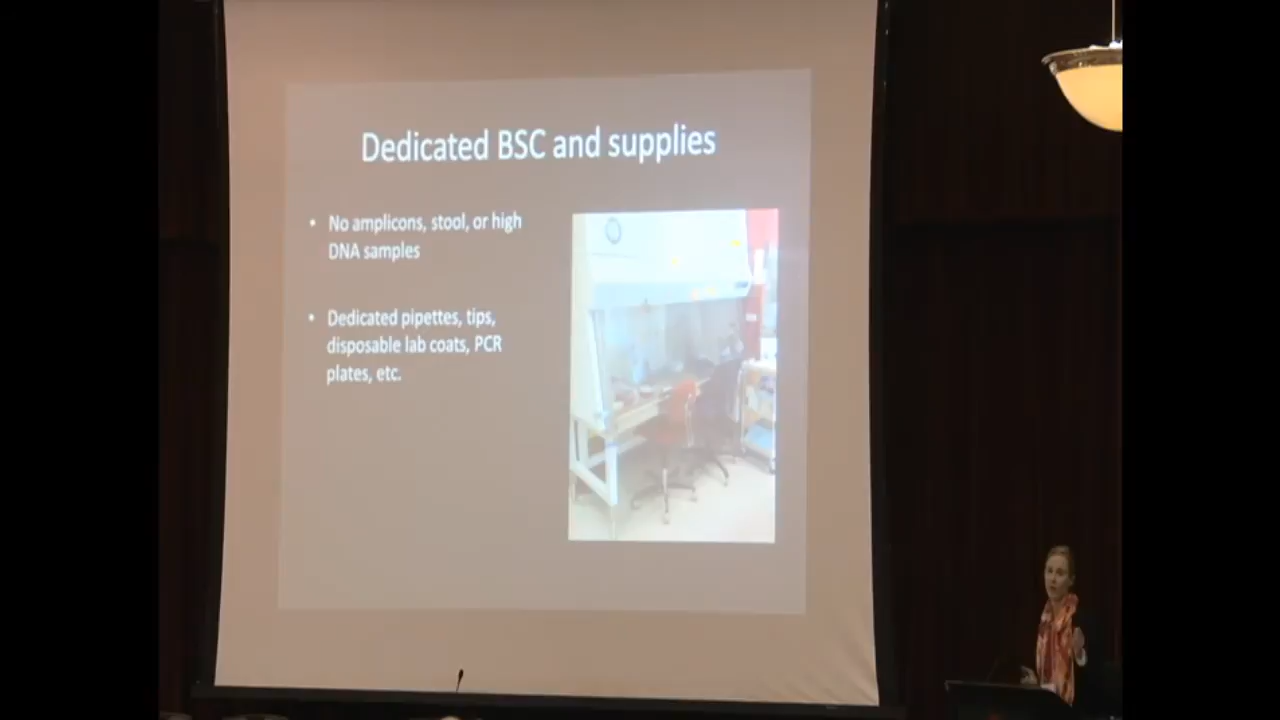 Dedicated BSC and supplies
• No amplicons, stool, or high
DNA samples
• Dedicated pipettes, tips,
disposable lab coats, PCR
plates, etc.